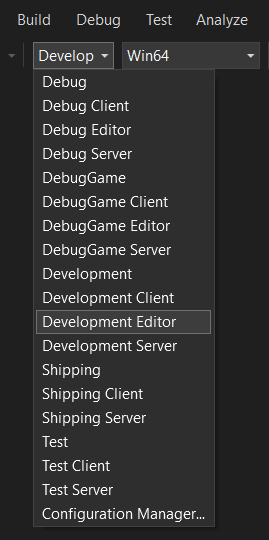 Build Debug Test Analyze
Develop Win64
Debug
Debug Client
Debug Editor
Debug Server
DebugGame
DebugGame Client
DebugGame Editor
DebugGame Server
Development
Development Client
Development Editor
Development Server
Shipping
Shipping Client
Shipping Server
Test
Test Client
Test Server
Configuration Manager...